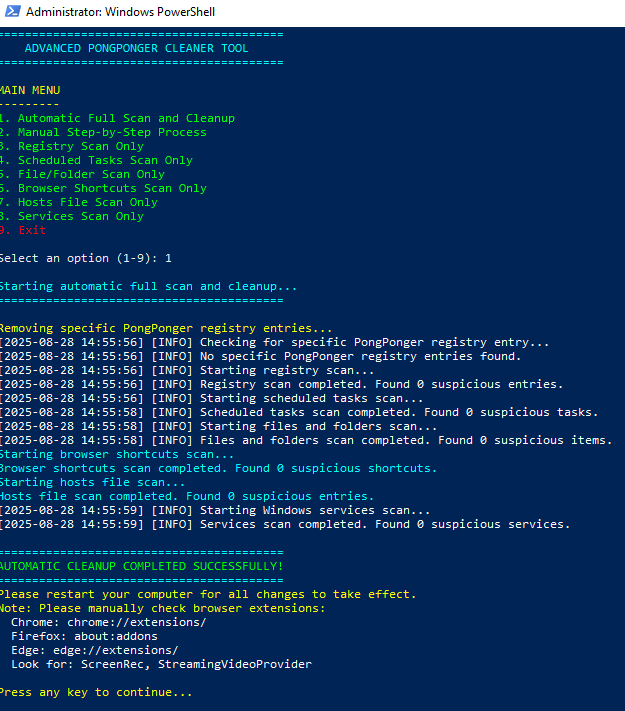 Administrator: Windows PowerShell
========================================
ADVANCED PONGPONGER CLEANER TOOL
========================================
MAIN MENU
---------
1. Automatic Full Scan and Cleanup
2. Manual Step-by-Step Process
3. Registry Scan Only
4. Scheduled Tasks Scan Only
5. File/Folder Scan Only
6. Browser Shortcuts Scan Only
7. Hosts File Scan Only
8. Services Scan Only
9. Exit
Select an option (1-9): 1
Starting automatic full scan and cleanup...
========================================
Removing specific PongPonger registry entries...
[2025-08-28 14:55:56] [INFO] Checking for specific PongPonger registry entry...
[2025-08-28 14:55:56] [INFO] No specific PongPonger registry entries found.
[2025-08-28 14:55:56] [INFO] Starting registry scan...
[2025-08-28 14:55:56] [INFO] Registry scan completed. Found 0 suspicious entries.
[2025-08-28 14:55:56] [INFO] Starting scheduled tasks scan...
[2025-08-28 14:55:58] [INFO] Scheduled tasks scan completed. Found 0 suspicious tasks.
[2025-08-28 14:55:58] [INFO] Starting files and folders scan...
[2025-08-28 14:55:58] [INFO] Files and folders scan completed. Found 0 suspicious items.
Starting browser shortcuts scan...
Browser shortcuts scan completed. Found 0 suspicious shortcuts.
Starting hosts file scan...
Hosts file scan completed. Found 0 suspicious entries.
[2025-08-28 14:55:59] [INFO] Starting Windows services scan...
[2025-08-28 14:55:59] [INFO] Services scan completed. Found 0 suspicious services.
========================================
AUTOMATIC CLEANUP COMPLETED SUCCESSFULLY!
========================================
Please restart your computer for all changes to take effect.
Note: Please manually check browser extensions:
Chrome: chrome://extensions/
Firefox: about:addons
Edge: edge://extensions/
Look for: ScreenRec, StreamingVideoProvider
Press any key to continue...